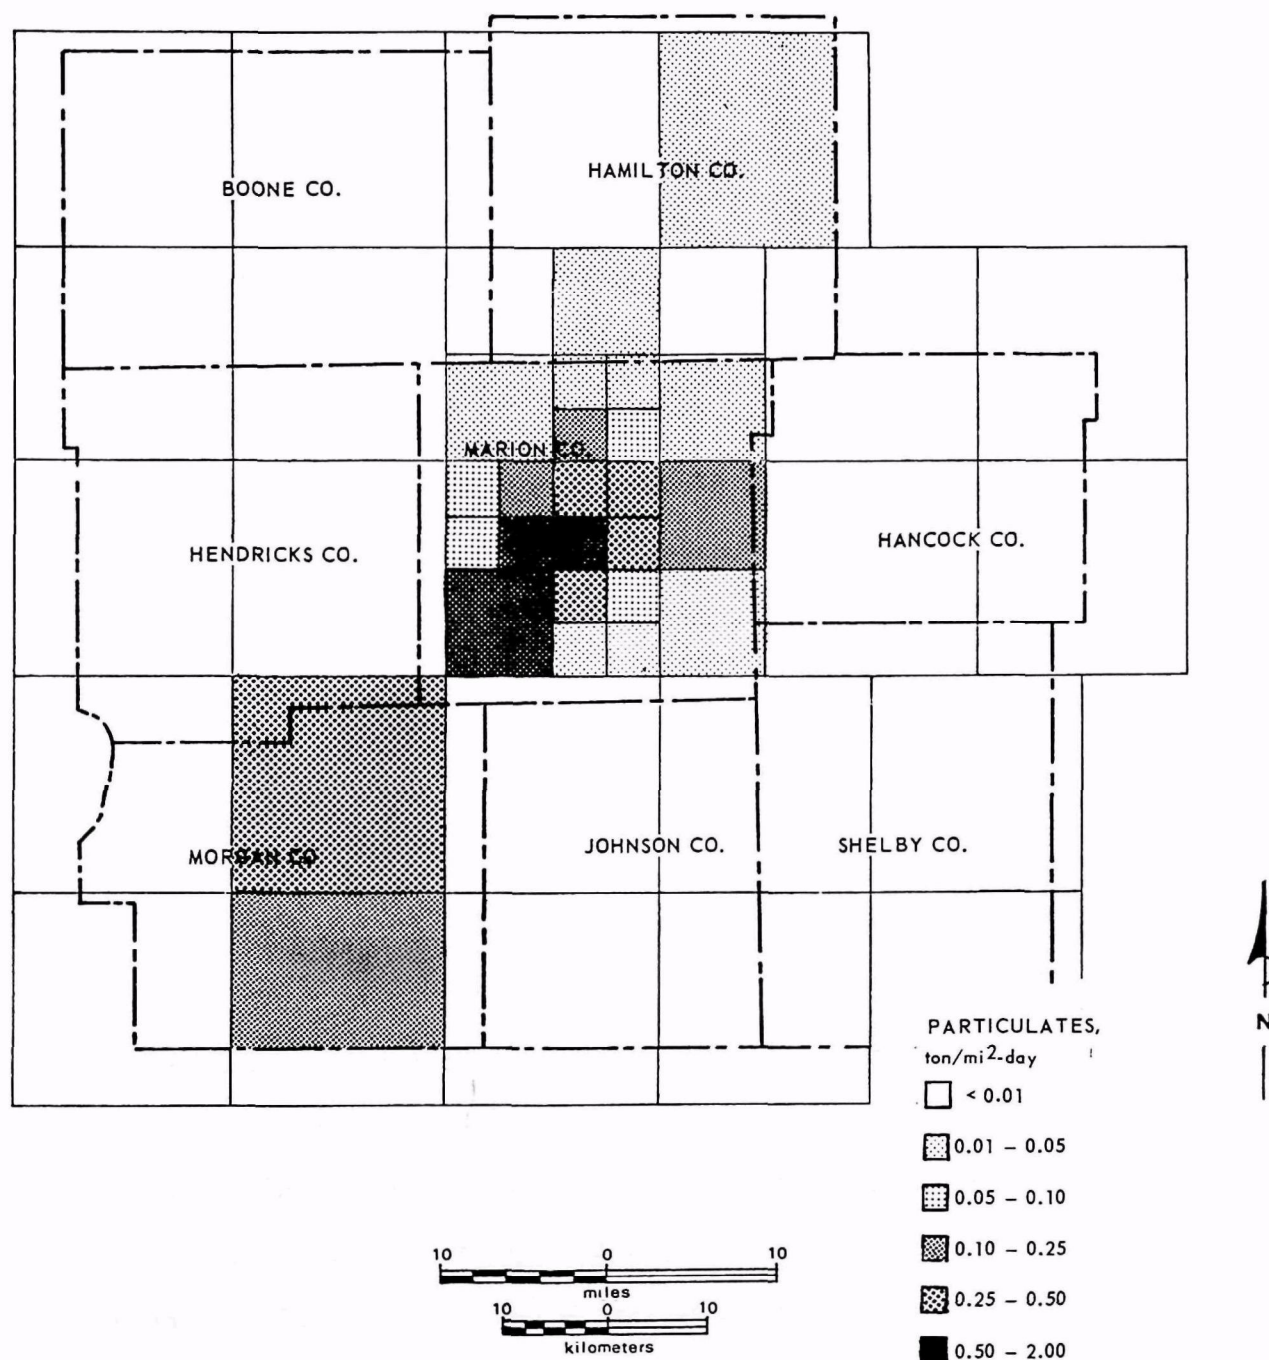 BOONE CO.
HAMILTON CO.
MARION CO.
HENDRICKS CO.
HANCOCK CO.
MORGAN CO
JOHNSON CO.
SHELBY CO.
PARTICULATES,
ton/mi²-day
< 0.01
0.01 – 0.05
0.05 – 0.10
0.10 – 0.25
0.25 – 0.50
0.50 – 2.00
N
10 0 10
miles
10 0 10
kilometers